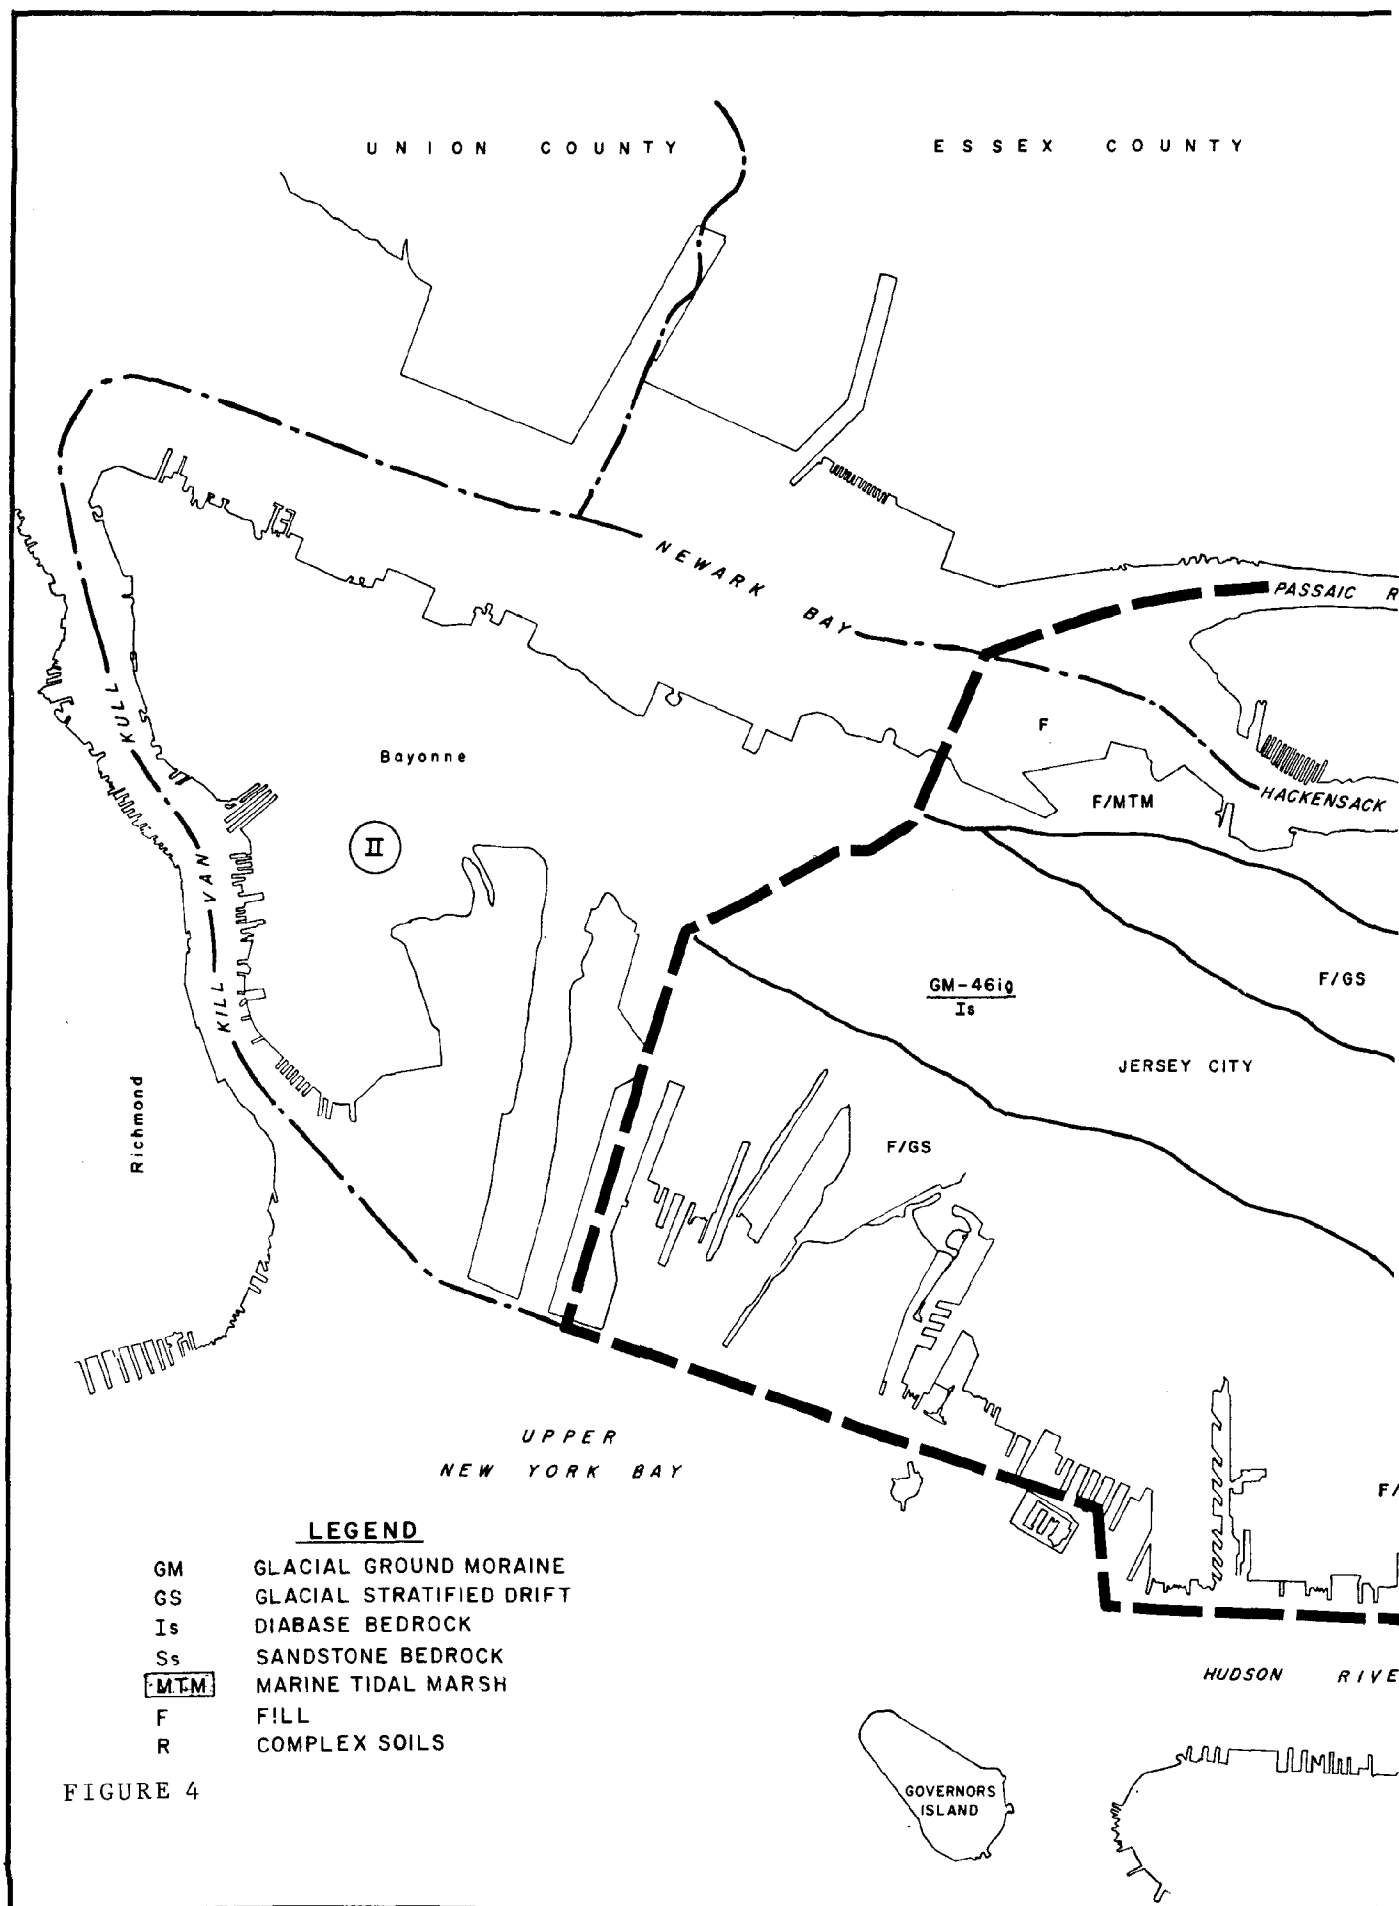 UNION COUNTY
ESSEX COUNTY
NEWARK BAY
PASSAIC R
F
F/MTM
HACKENSACK
KILL VAN KULL
Bayonne
II
F/GS
GM-46ig
Is
JERSEY CITY
F/GS
Richmond
UPPER
NEW YORK BAY
F/
LEGEND
GM GLACIAL GROUND MORAINE
GS GLACIAL STRATIFIED DRIFT
Is DIABASE BEDROCK
Ss SANDSTONE BEDROCK
MTM MARINE TIDAL MARSH
F FILL
R COMPLEX SOILS
HUDSON RIVE
GOVERNORS
ISLAND
FIGURE 4